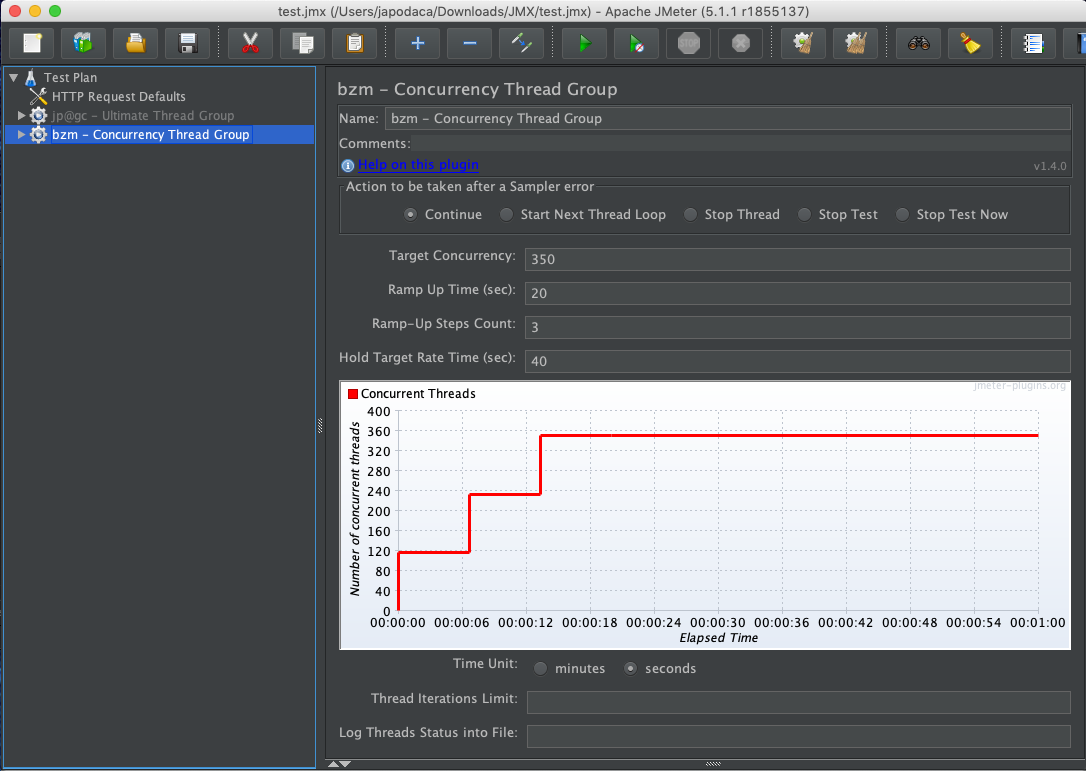 test.jmx (/Users/japodaca/Downloads/JMX/test.jmx) - Apache JMeter (5.1.1 r1855137)
STOP
Test Plan
HTTP Request Defaults
jp@gc - Ultimate Thread Group
bzm - Concurrency Thread Group
bzm - Concurrency Thread Group
Name: bzm - Concurrency Thread Group
Comments:
Help on this plugin v1.4.0
Action to be taken after a Sampler error
Continue Start Next Thread Loop Stop Thread Stop Test Stop Test Now
Target Concurrency: 350
Ramp Up Time (sec): 20
Ramp-Up Steps Count: 3
Hold Target Rate Time (sec): 40
jmeter-plugins.org
Concurrent Threads
400
360
320
280
240
200
160
120
80
40
0
Number of concurrent threads
00:00:00 00:00:06 00:00:12 00:00:18 00:00:24 00:00:30 00:00:36 00:00:42 00:00:48 00:00:54 00:01:00
Elapsed Time
Time Unit: minutes seconds
Thread Iterations Limit:
Log Threads Status into File: